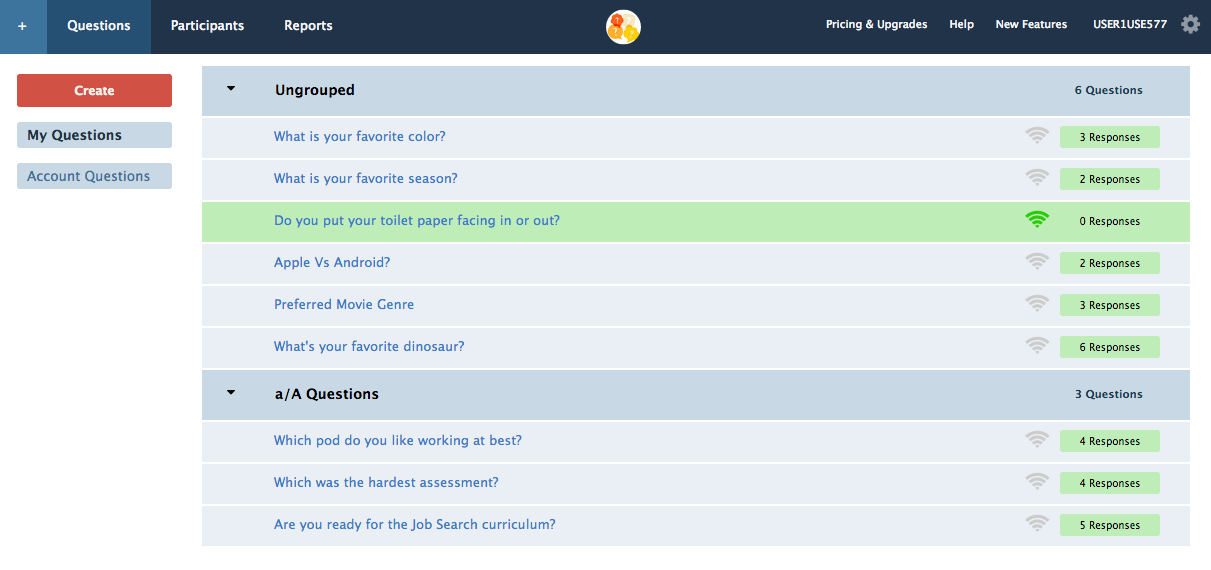 + Questions Participants Reports Pricing & Upgrades Help New Features USER1USE577
Create
My Questions
Account Questions
Ungrouped 6 Questions
What is your favorite color? 3 Responses
What is your favorite season? 2 Responses
Do you put your toilet paper facing in or out? 0 Responses
Apple Vs Android? 2 Responses
Preferred Movie Genre 3 Responses
What's your favorite dinosaur? 6 Responses
a/A Questions 3 Questions
Which pod do you like working at best? 4 Responses
Which was the hardest assessment? 4 Responses
Are you ready for the Job Search curriculum? 5 Responses